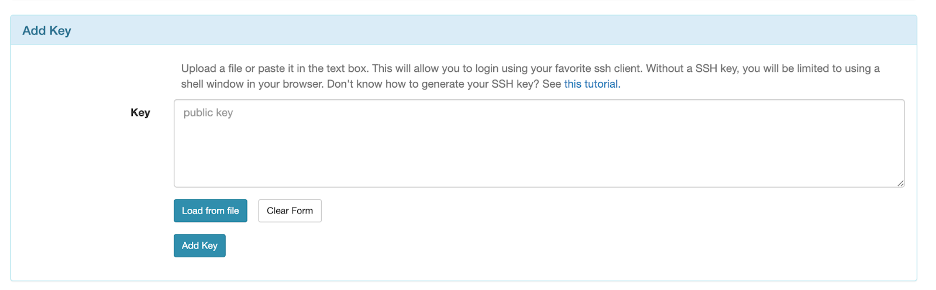 Add Key
Upload a file or paste it in the text box. This will allow you to login using your favorite ssh client. Without a SSH key, you will be limited to using a
shell window in your browser. Don't know how to generate your SSH key? See this tutorial.
Key
public key
Load from file
Clear Form
Add Key